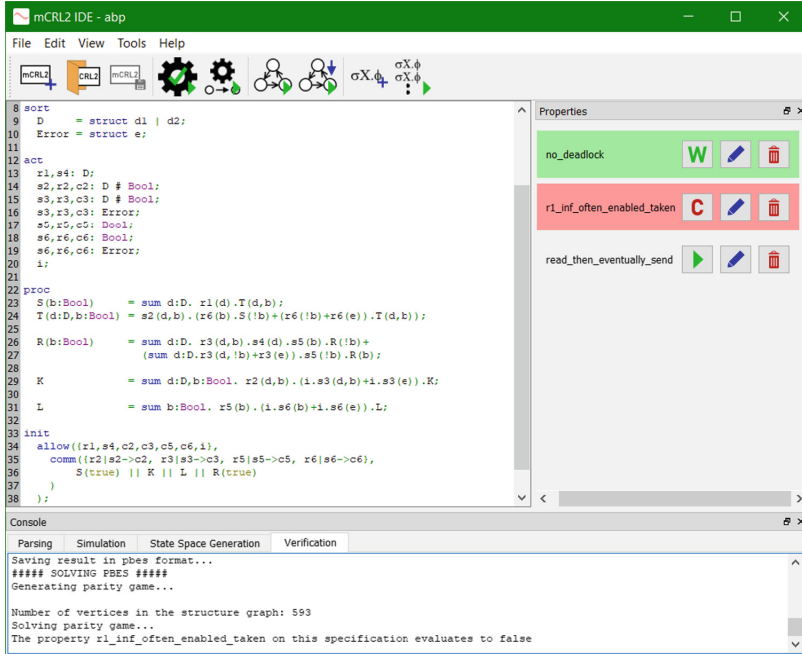 mCRL2 IDE - abp
File Edit View Tools Help
mCRL2 CRL2 mCRL2 σX.ϕ σX.ϕ
σX.ϕ
Properties
8 sort
9 D = struct d1 | d2;
10 Error = struct e;
11
12 act
13 r1,s4: D;
14 s2,r2,c2: D # Bool;
15 s3,r3,c3: D # Bool;
16 s3,r3,c3: Error;
17 s5,r5,c5: Bool;
18 s6,r6,c6: Bool;
19 s6,r6,c6: Error;
20 i;
21
22 proc
23 S(b:Bool) = sum d:D. r1(d).T(d,b);
24 T(d:D,b:Bool) = s2(d,b).(r6(b).S(!b)+(r6(!b)+r6(e)).T(d,b));
25
26 R(b:Bool) = sum d:D. r3(d,b).s4(d).s5(b).R(!b)+
27 (sum d:D.r3(d,!b)+r3(e)).s5(!b).R(b);
28
29 K = sum d:D,b:Bool. r2(d,b).(i.s3(d,b)+i.s3(e)).K;
30
31 L = sum b:Bool. r5(b).(i.s6(b)+i.s6(e)).L;
32
33 init
34 allow({r1,s4,c2,c3,c5,c6,i},
35 comm({r2|s2->c2, r3|s3->c3, r5|s5->c5, r6|s6->c6},
36 S(true) || K || L || R(true)
37 )
38 );
no_deadlock W
r1_inf_often_enabled_taken C
read_then_eventually_send
Console
Parsing Simulation State Space Generation Verification
Saving result in pbes format...
##### SOLVING PBES #####
Generating parity game...
Number of vertices in the structure graph: 593
Solving parity game...
The property r1_inf_often_enabled_taken on this specification evaluates to false